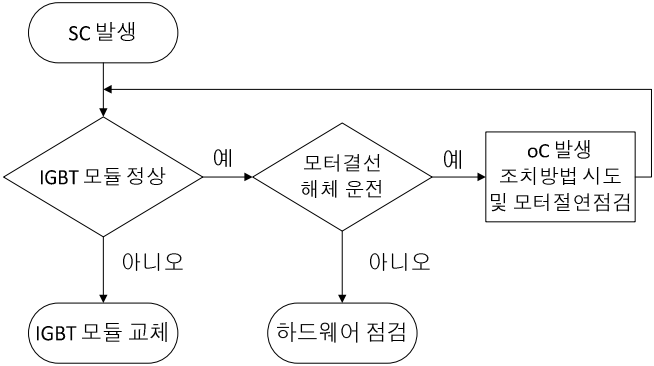 SC 발생
IGBT 모듈 정상
예
모터결선
해체 운전
예
oC 발생
조치방법 시도
및 모터절연점검
아니오
아니오
IGBT 모듈 교체
하드웨어 점검